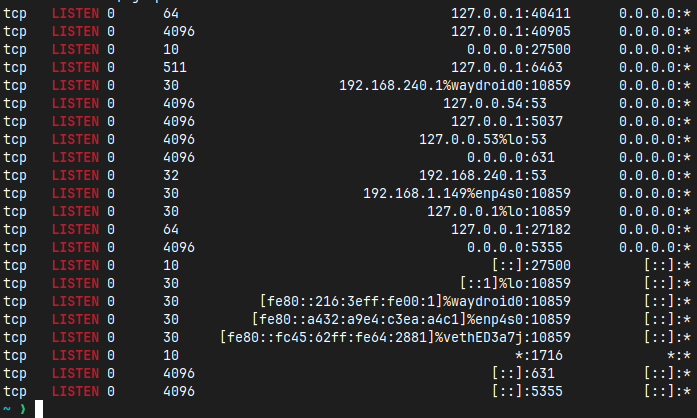 tcp LISTEN 0 64 127.0.0.1:40411 0.0.0.0:*
tcp LISTEN 0 4096 127.0.0.1:40905 0.0.0.0:*
tcp LISTEN 0 10 0.0.0.0:27500 0.0.0.0:*
tcp LISTEN 0 511 127.0.0.1:6463 0.0.0.0:*
tcp LISTEN 0 30 192.168.240.1%waydroid0:10859 0.0.0.0:*
tcp LISTEN 0 4096 127.0.0.54:53 0.0.0.0:*
tcp LISTEN 0 4096 127.0.0.1:5037 0.0.0.0:*
tcp LISTEN 0 4096 127.0.0.53%lo:53 0.0.0.0:*
tcp LISTEN 0 4096 0.0.0.0:631 0.0.0.0:*
tcp LISTEN 0 32 192.168.240.1:53 0.0.0.0:*
tcp LISTEN 0 30 192.168.1.149%enp4s0:10859 0.0.0.0:*
tcp LISTEN 0 30 127.0.0.1%lo:10859 0.0.0.0:*
tcp LISTEN 0 64 127.0.0.1:27182 0.0.0.0:*
tcp LISTEN 0 4096 0.0.0.0:5355 0.0.0.0:*
tcp LISTEN 0 10 [::]:27500 [::]:*
tcp LISTEN 0 30 [::1]%lo:10859 [::]:*
tcp LISTEN 0 30 [fe80::216:3eff:fe00:1]%waydroid0:10859 [::]:*
tcp LISTEN 0 30 [fe80::a432:a9e4:c3ea:a4c1]%enp4s0:10859 [::]:*
tcp LISTEN 0 30 [fe80::fc45:62ff:fe64:2881]%vethED3a7j:10859 [::]:*
tcp LISTEN 0 10 *:1716 *:*
tcp LISTEN 0 4096 [::]:631 [::]:*
tcp LISTEN 0 4096 [::]:5355 [::]:*
~ ❯